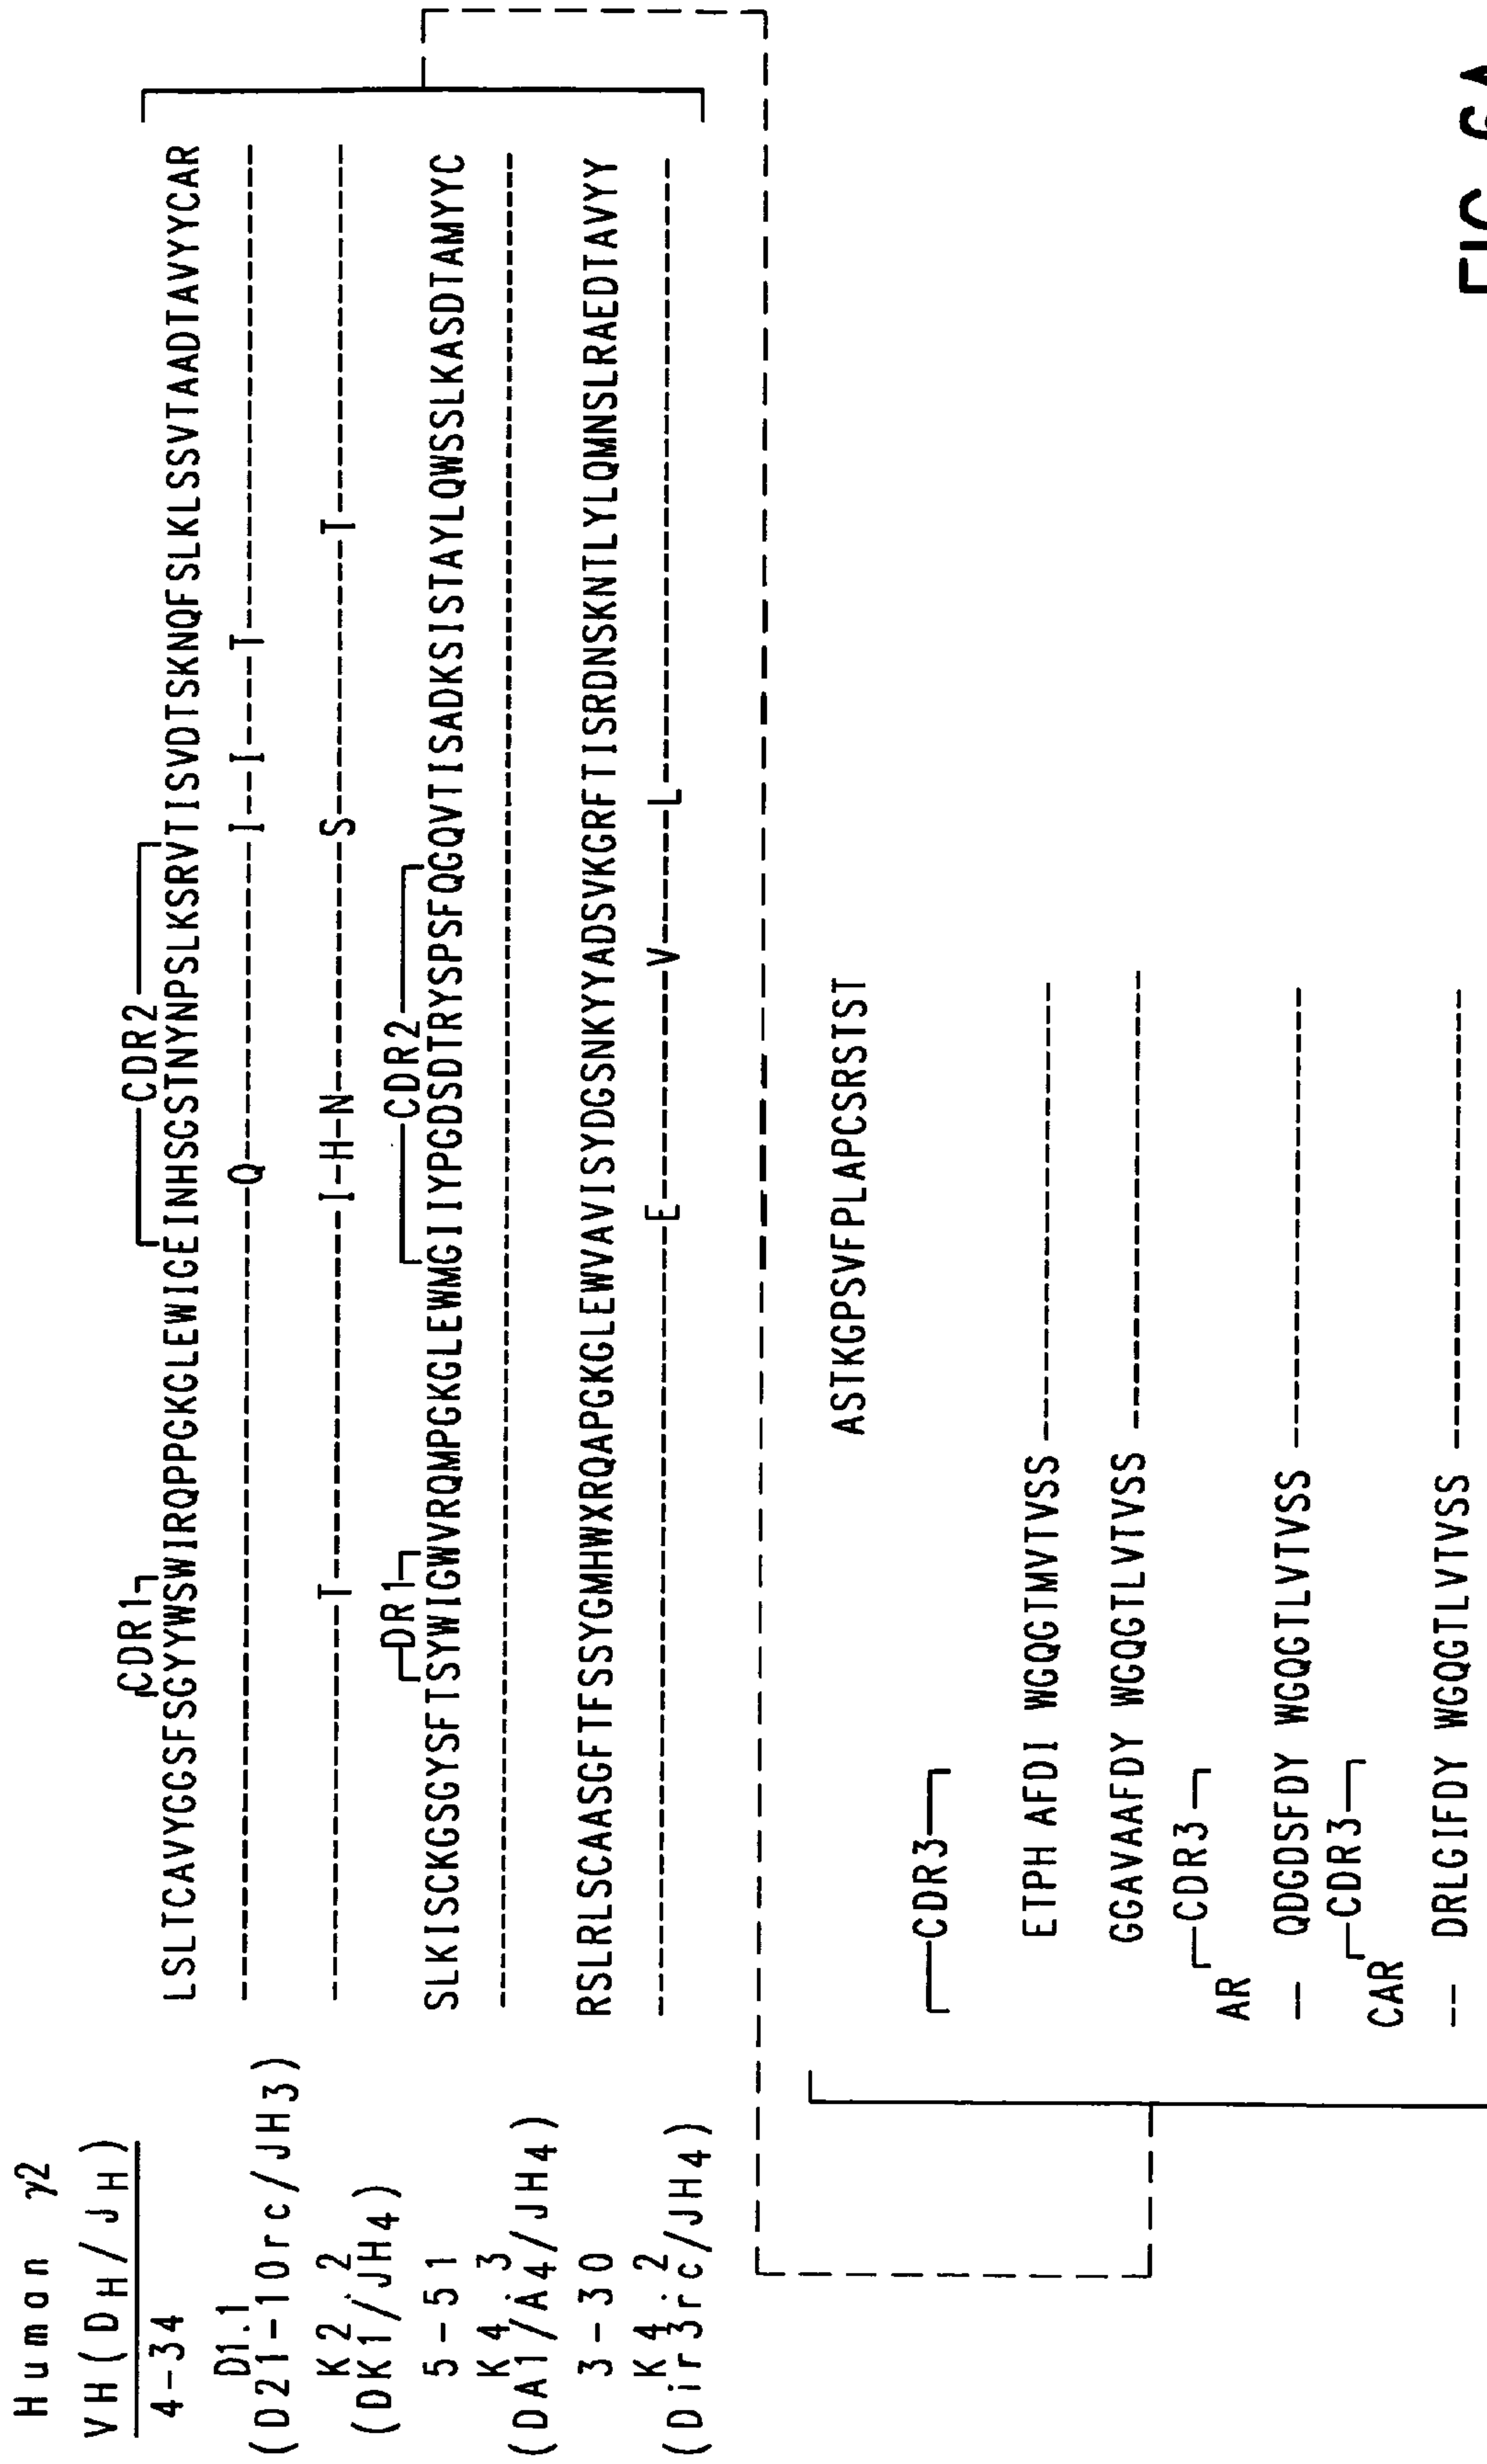 Human γ2
VH(DH/JH)
CDR1 CDR2
4-34 LSLTCAVYGGSFSGYYWSWIRQPPGKGLEWIGEINHSGSTNYNPSLKSRVTISVDTSKNQFSLKLSSVTAADTAVYYCAR
D1.1 -----------------------------------Q--------------I--I----T---------------------
(D21-10rc/JH3)
K2.2 ------------------T----------------I-H-N-----------S------------T---------------
(DK1/JH4)
DR1 CDR2
5-51 SLKISCKGSGYSFTSYWIGWVRQMPGKGLEWMGIIYPGDSDTRYSPSFQGQVTISADKSISTAYLQWSSLKASDTAMYYC
K4.3 --------------------------------------------------------------------------------
(DA1/A4/JH4)
3-30 RSLRLSCAASGFTFSSYGMHWXRQAPGKGLEWVAVISYDGSNKYYADSVKGRFTISRDNSKNTLYLQMNSLRAEDTAVYY
K4.2 ----------------------------------E----------V------L---------------------------
(Dir3rc/JH4)
ASTKGPSVFPLAPCSRSTST
CDR3
ETPH AFDI WGQGTMVTVSS --------------------
GGAVAAFDY WGQGTLVTVSS --------------------
CDR3
AR
-- QDGDSFDY WGQGTLVTVSS --------------------
CDR3
CAR
--- DRLGIFDY WGQGTLVTVSS --------------------
FIG. 6A